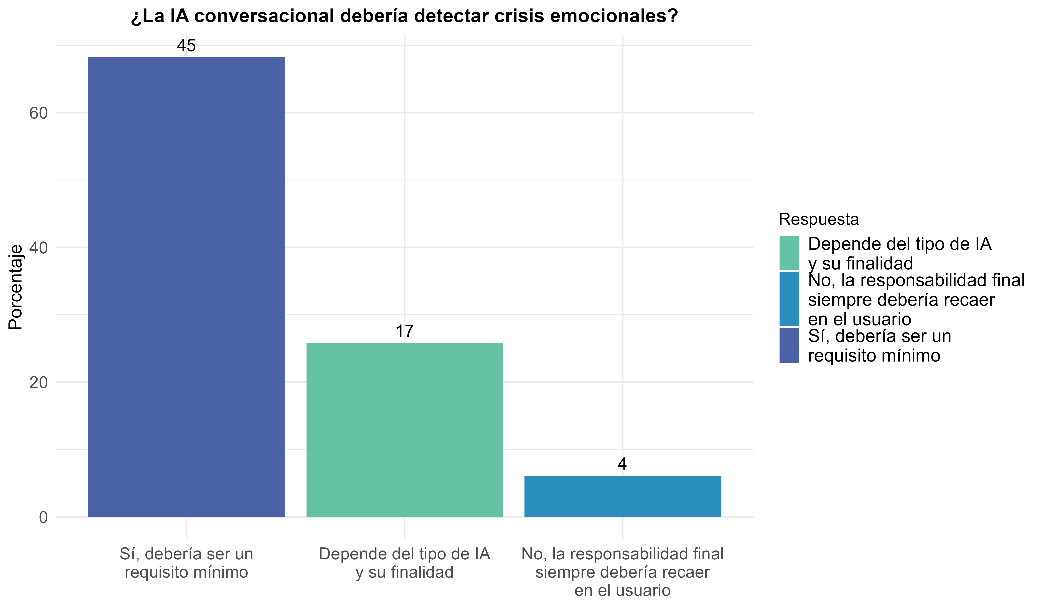 ¿La IA conversacional debería detectar crisis emocionales?
45
60
40
17
20
4
0
Porcentaje
Sí, debería ser un
requisito mínimo
Depende del tipo de IA
y su finalidad
No, la responsabilidad final
siempre debería recaer
en el usuario
Respuesta
Depende del tipo de IA
y su finalidad
No, la responsabilidad final
siempre debería recaer
en el usuario
Sí, debería ser un
requisito mínimo